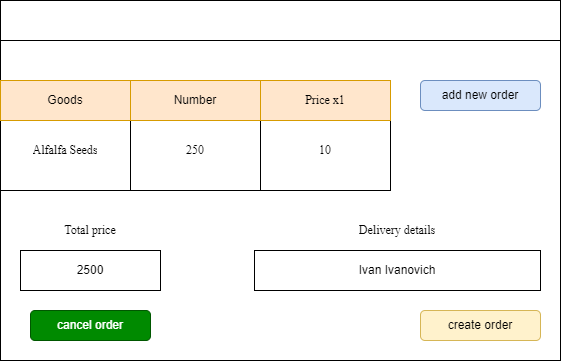 Goods Number Price x1 add new order
Alfalfa Seeds 250 10
Total price Delivery details
2500 Ivan Ivanovich
cancel order create order